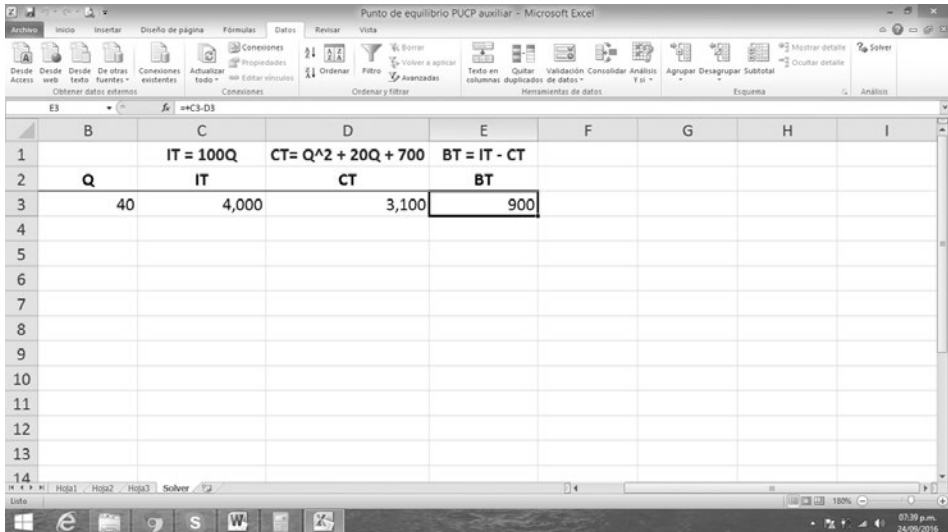 Punto de equilibrio PUCP auxiliar - Microsoft Excel
Archivo Inicio Insertar Diseño de página Fórmulas Datos Revisar Vista
Desde Access Desde web Desde texto De otras fuentes Conexiones existentes Actualizar todo Conexiones Propiedades Editar vínculos Ordenar Filtro Borrar Volver a aplicar Avanzadas Texto en columnas Quitar duplicados Validación de datos Consolidar Análisis Y si Agrupar Desagrupar Subtotal Mostrar detalle Ocultar detalle Solver
Obtener datos externos Conexiones Ordenar y filtrar Herramientas de datos Esquema Análisis
E3 fx =+C3-D3
B C D E F G H I
1 IT = 100Q CT= Q^2 + 20Q + 700 BT = IT - CT
2 Q IT CT BT
3 40 4,000 3,100 900
4
5
6
7
8
9
10
11
12
13
14
Hoja1 Hoja2 Hoja3 Solver
Listo 180%
07:39 p.m.
24/09/2016